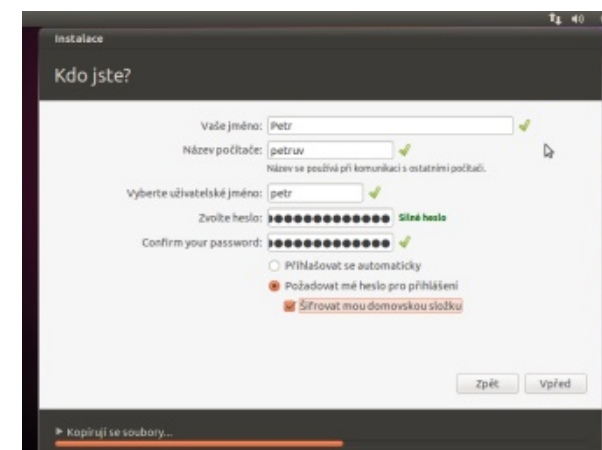 Instalace
Kdo jste?
Vaše jméno: Petr
Název počítače: petruv
Název se používá při komunikaci s ostatními počítači.
Vyberte uživatelské jméno: petr
Zvolte heslo: ●●●●●●●●●●●●● Silné heslo
Confirm your password: ●●●●●●●●●●●●●
Přihlašovat se automaticky
Požadovat mé heslo pro přihlášení
Šifrovat mou domovskou složku
Zpět Vpřed
Kopírují se soubory...